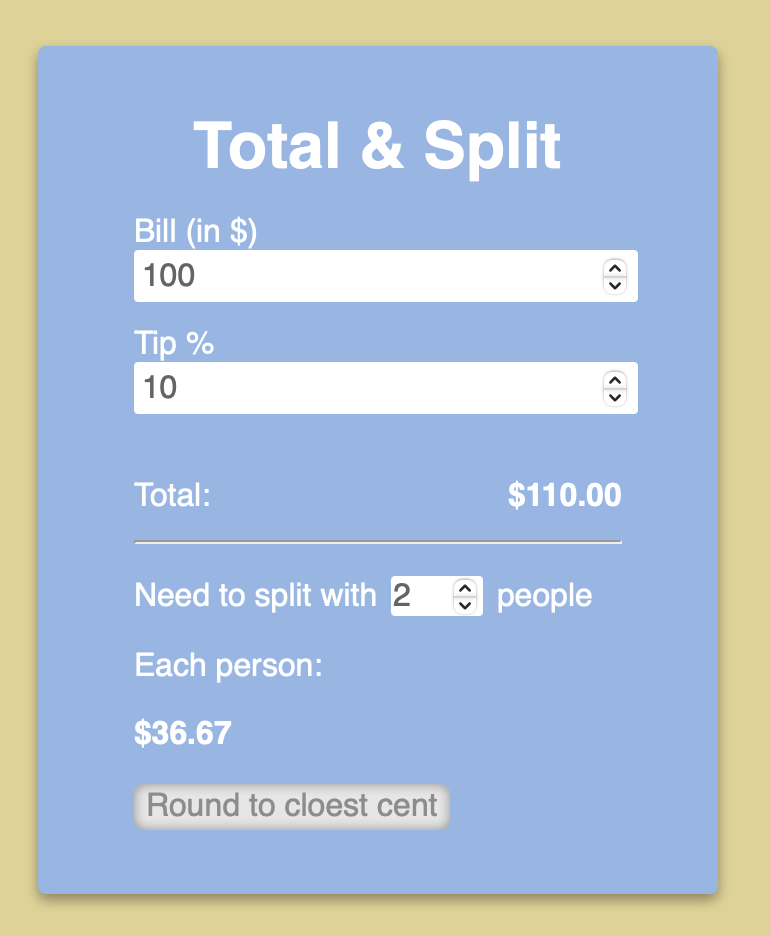 Total & Split
Bill (in $)
100
Tip %
10
Total: $110.00
Need to split with 2 people
Each person:
$36.67
Round to cloest cent